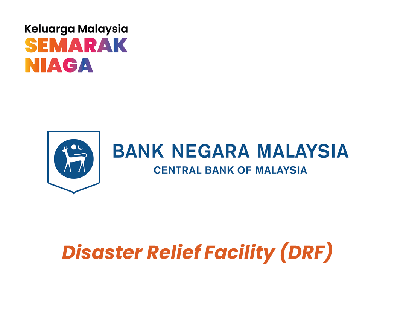 Keluarga Malaysia
SEMARAK
NIAGA
BANK NEGARA MALAYSIA
CENTRAL BANK OF MALAYSIA
Disaster Relief Facility (DRF)